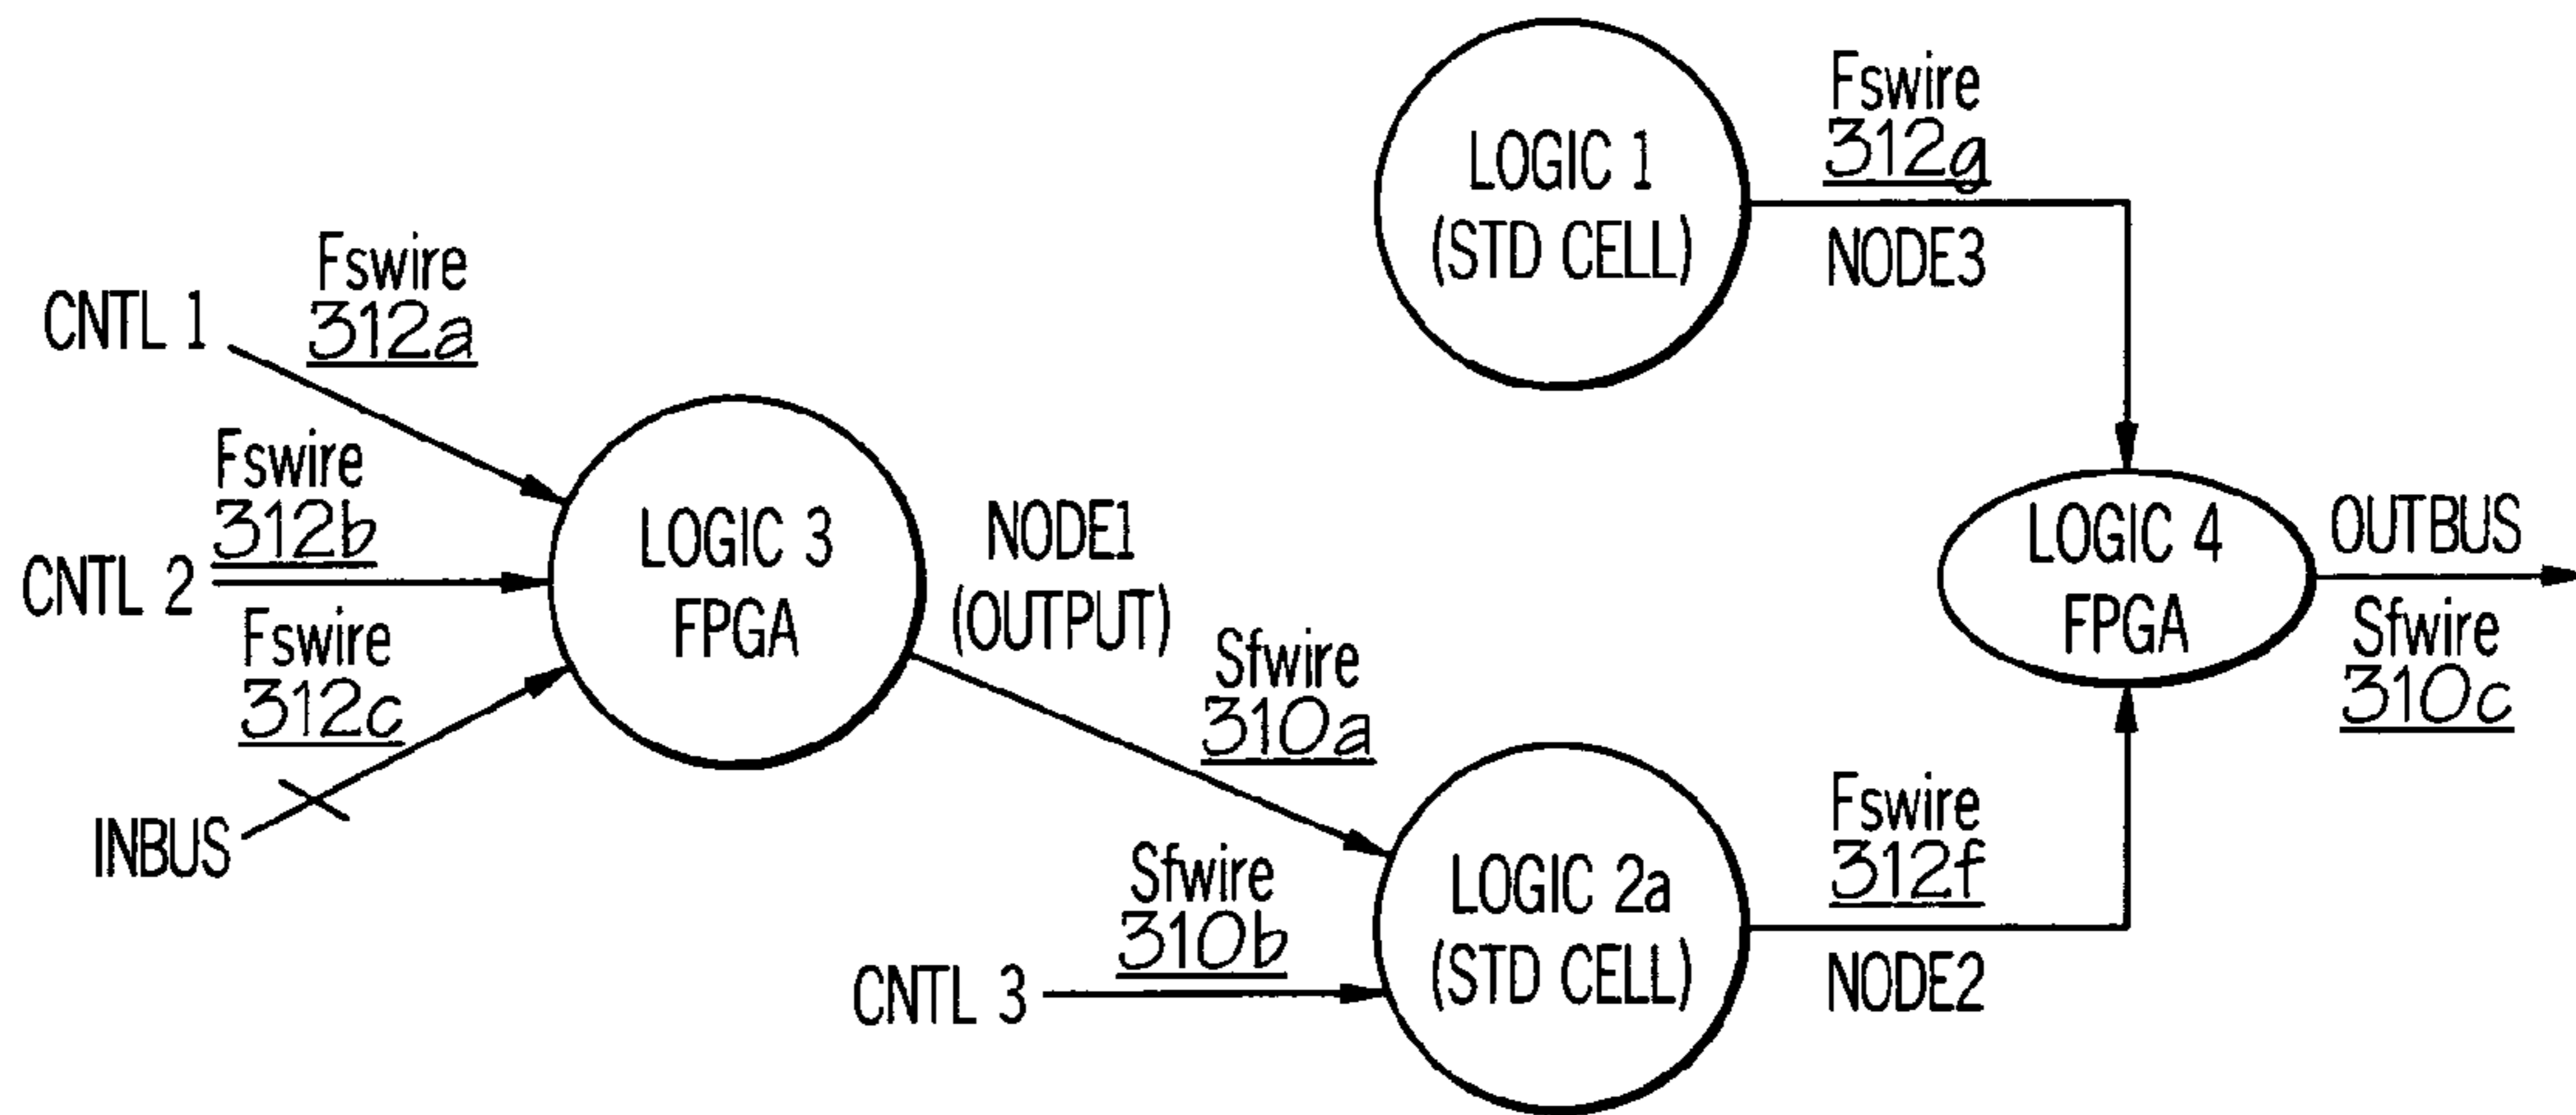 Fswire
312a
CNTL 1
Fswire
312b
CNTL 2
Fswire
312c
INBUS
LOGIC 3
FPGA
NODE1
(OUTPUT)
Sfwire
310a
Sfwire
310b
CNTL 3
LOGIC 1
(STD CELL)
Fswire
312g
NODE3
LOGIC 2a
(STD CELL)
Fswire
312f
NODE2
LOGIC 4
FPGA
OUTBUS
Sfwire
310c